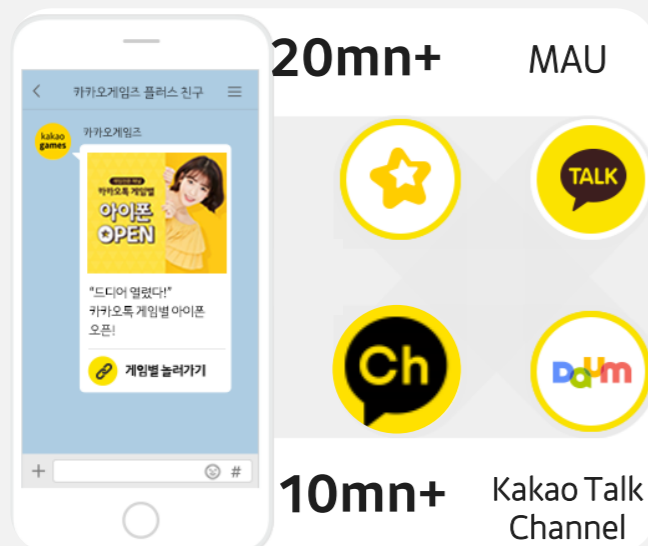 20mn+
MAU
카카오게임즈 플러스 친구
kakao
games
카카오게임즈
카카오톡 게임별
아이폰
OPEN
"드디어 열렸다!"
카카오톡 게임별 아이폰
오픈!
게임별 놀러가기
#
TALK
Ch
Daum
10mn+
Kakao Talk
Channel